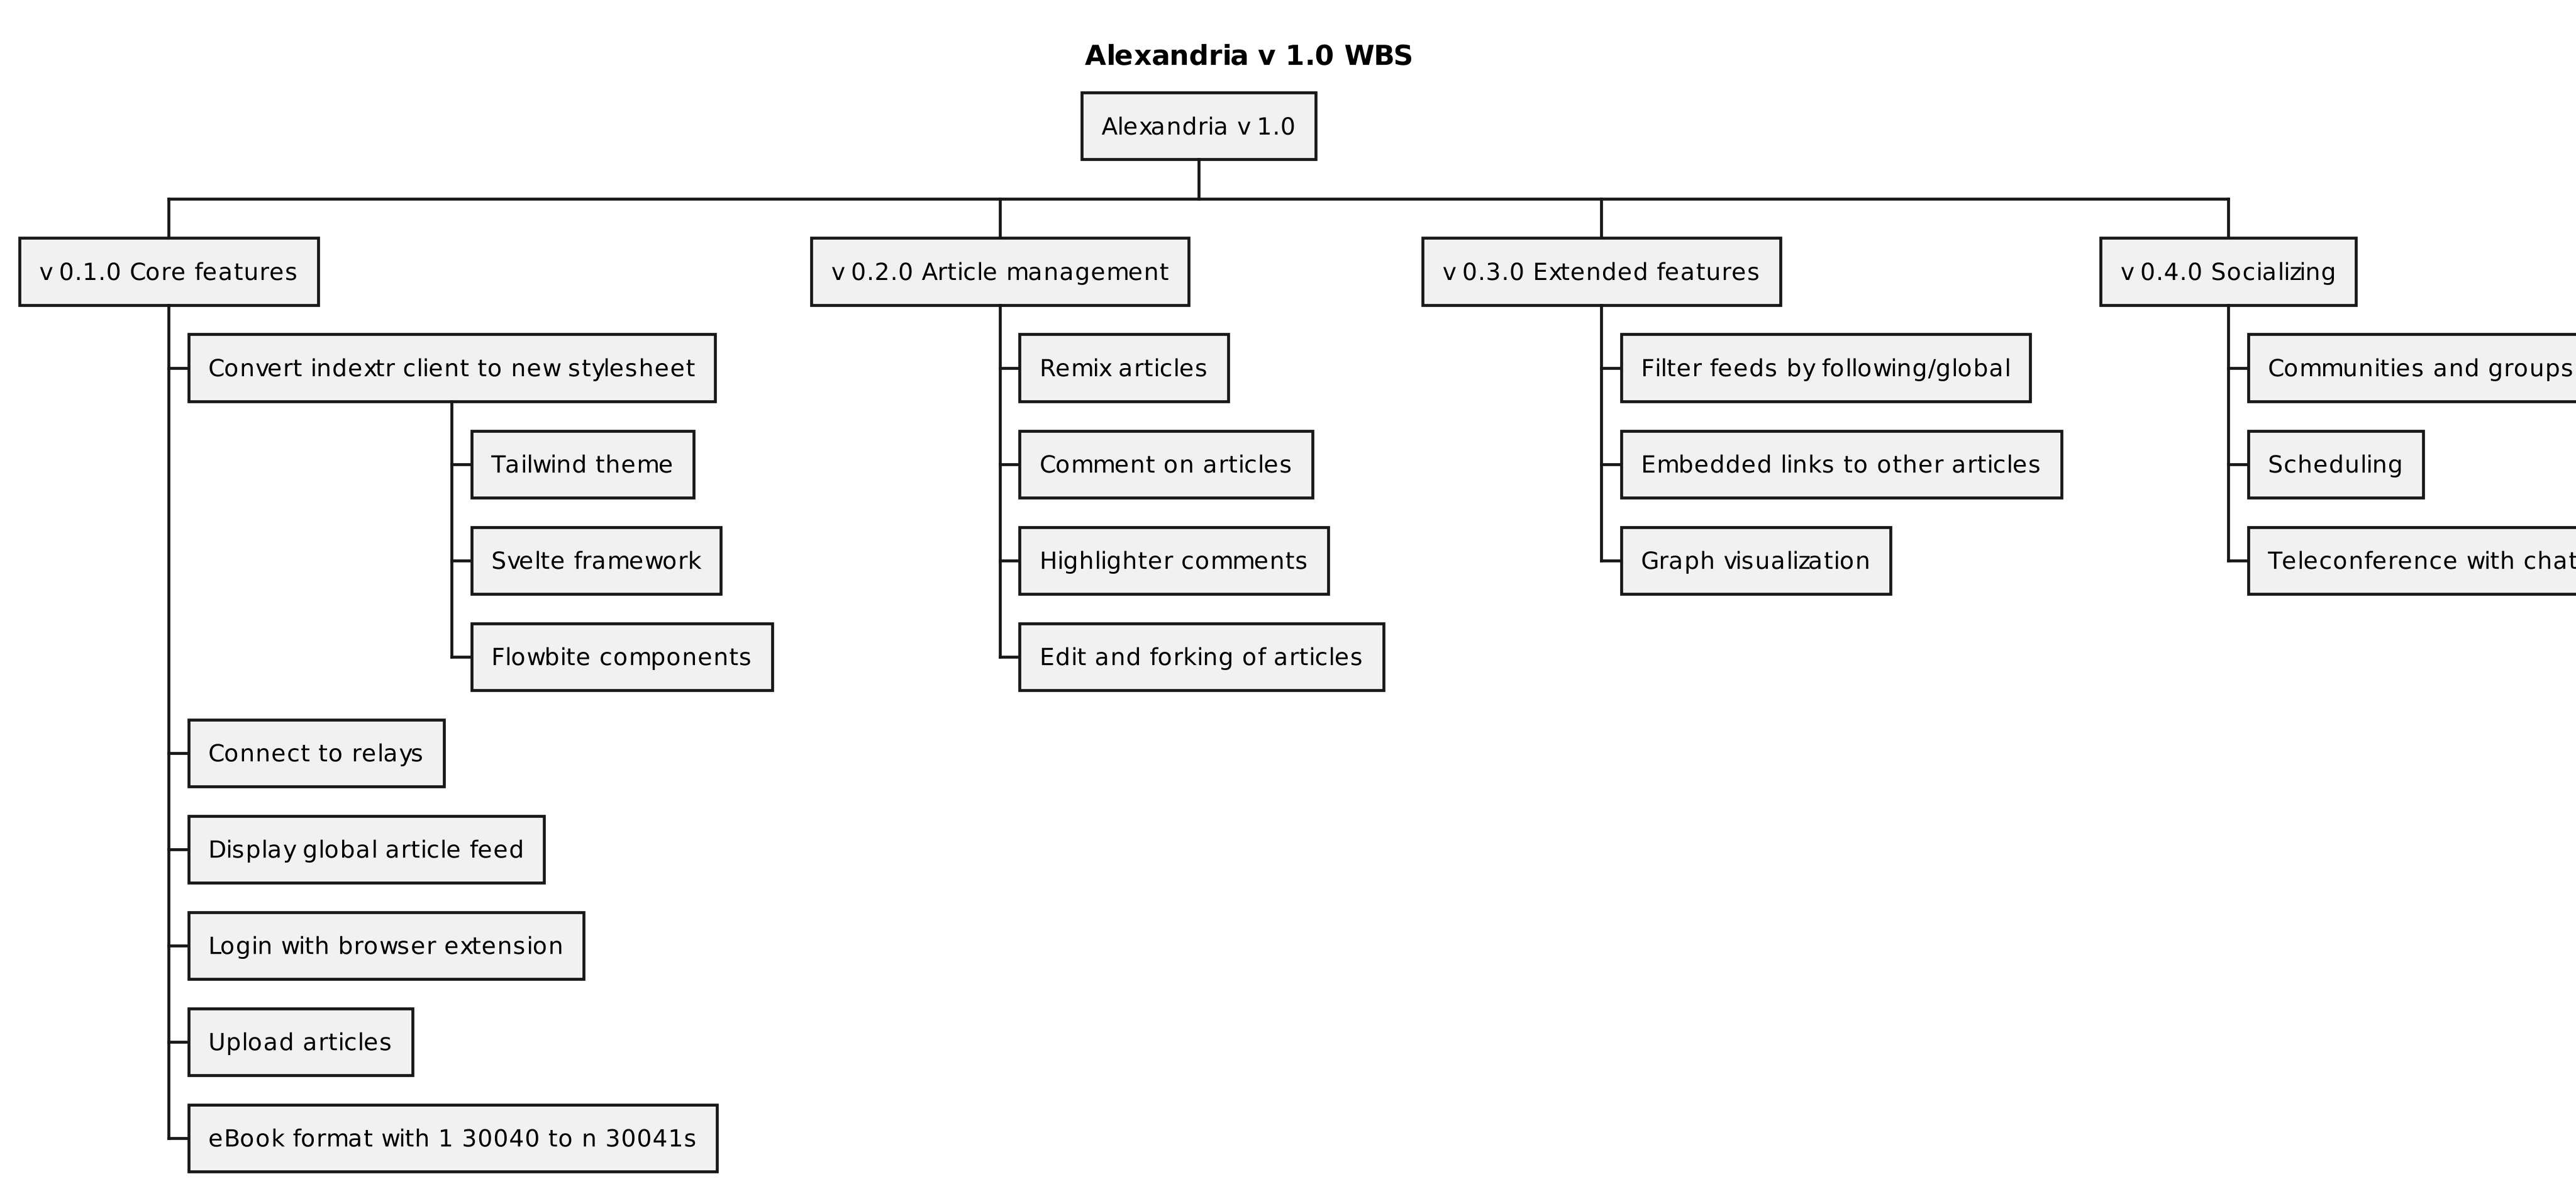 Alexandria v 1.0 WBS
Alexandria v 1.0
v 0.1.0 Core features
Convert indextr client to new stylesheet
Tailwind theme
Svelte framework
Flowbite components
Connect to relays
Display global article feed
Login with browser extension
Upload articles
eBook format with 1 30040 to n 30041s
v 0.2.0 Article management
Remix articles
Comment on articles
Highlighter comments
Edit and forking of articles
v 0.3.0 Extended features
Filter feeds by following/global
Embedded links to other articles
Graph visualization
v 0.4.0 Socializing
Communities and groups
Scheduling
Teleconference with chat